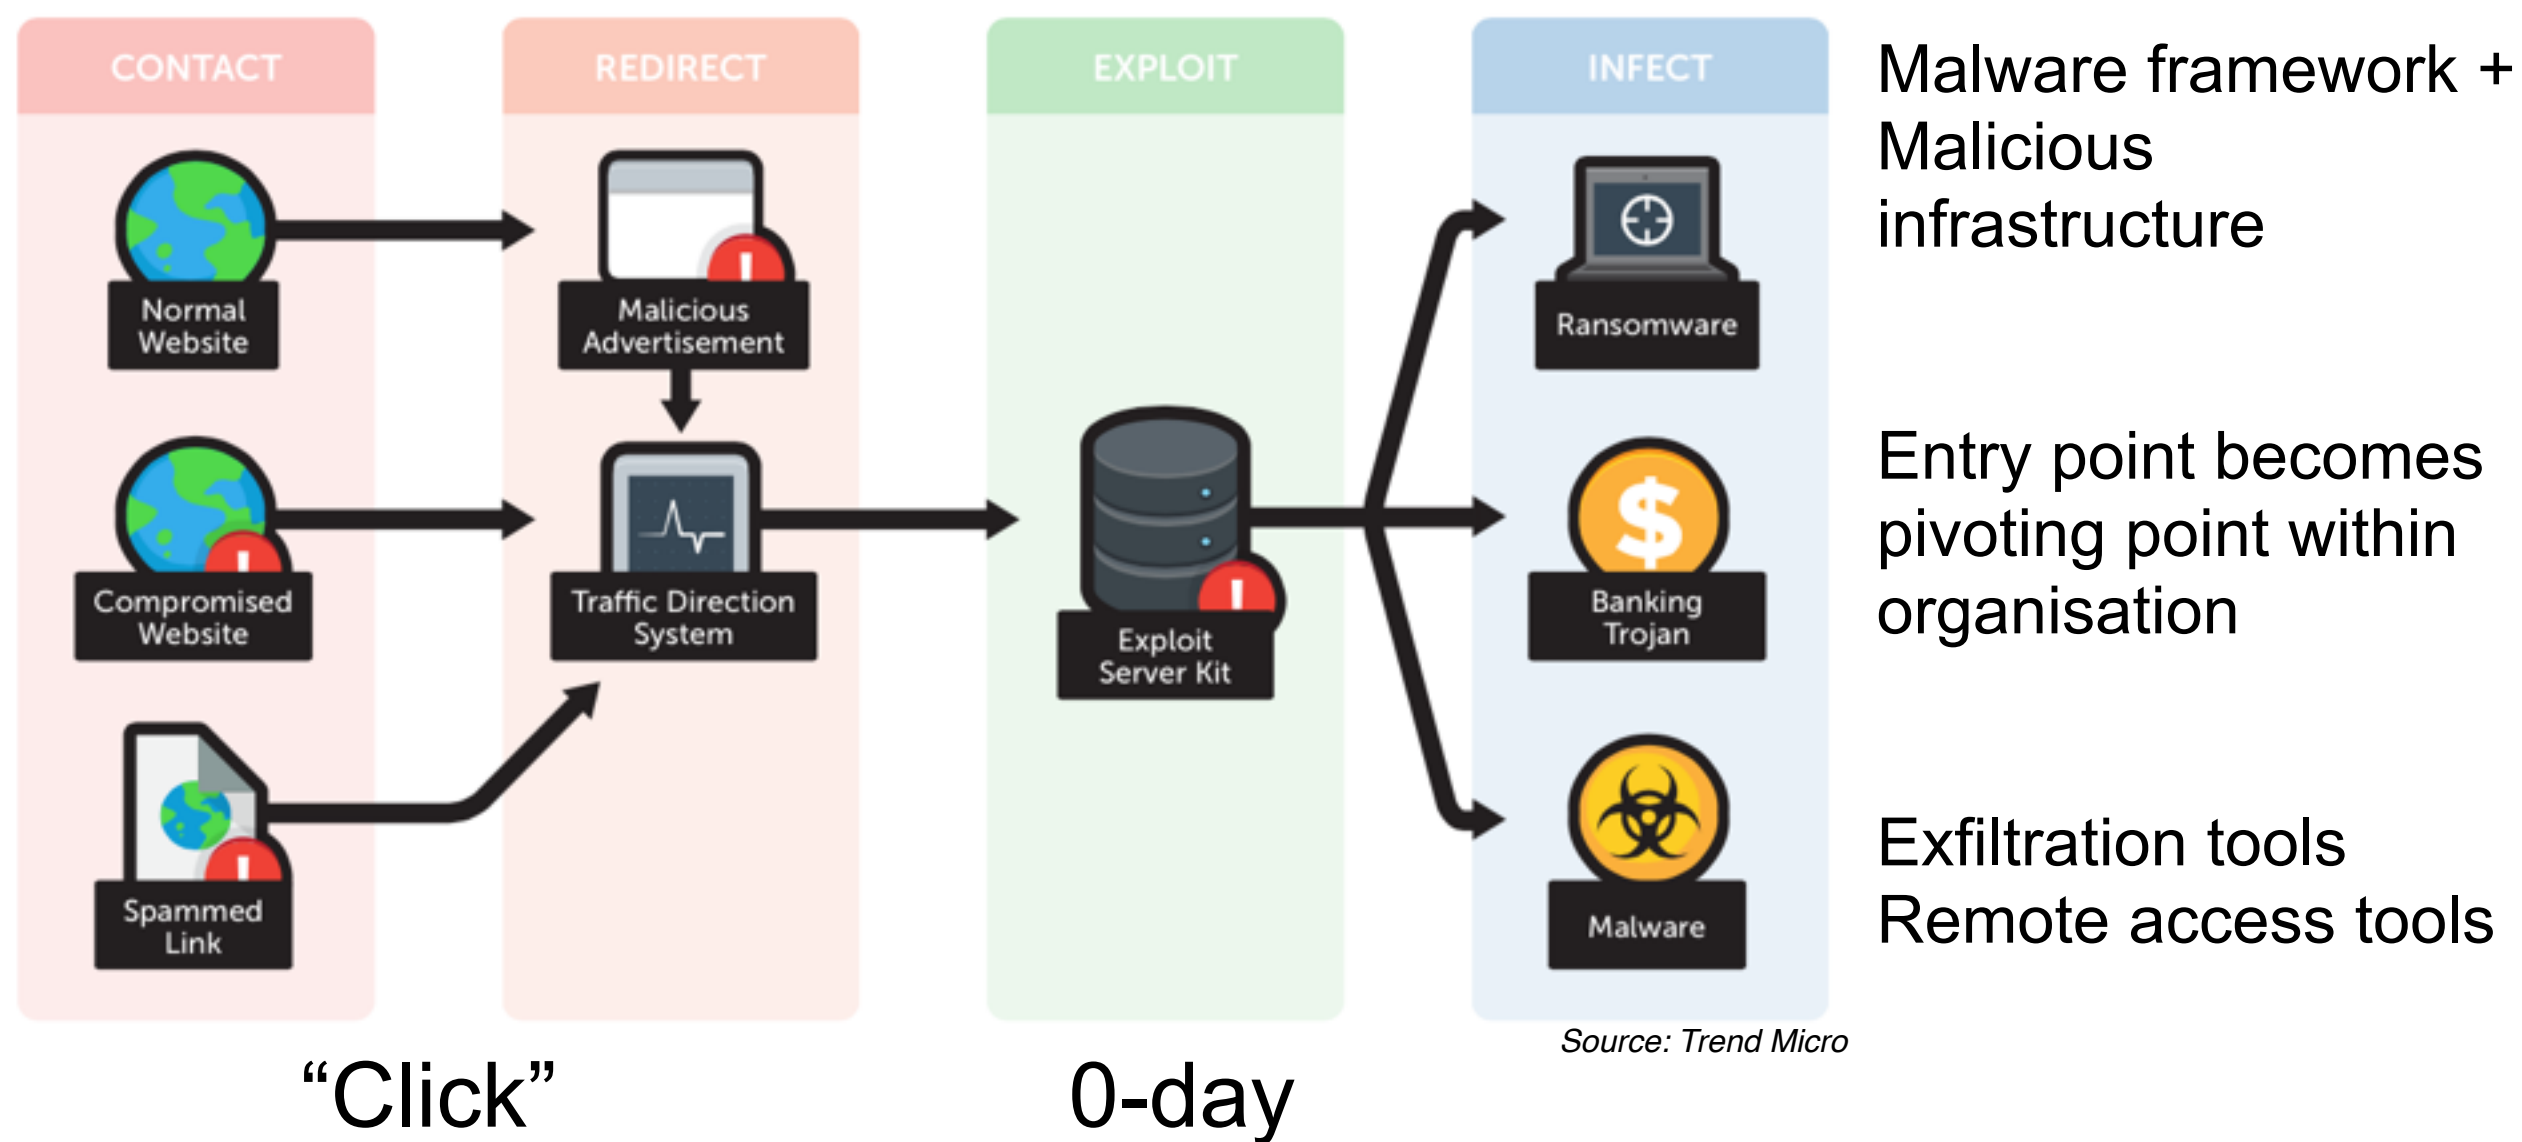 CONTACT
REDIRECT
EXPLOIT
INFECT
Normal
Website
Malicious
Advertisement
Ransomware
Compromised
Website
Traffic Direction
System
Exploit
Server Kit
Banking
Trojan
Spammed
Link
Malware
Malware framework +
Malicious
infrastructure
Entry point becomes
pivoting point within
organisation
Exfiltration tools
Remote access tools
Source: Trend Micro
“Click”
0-day